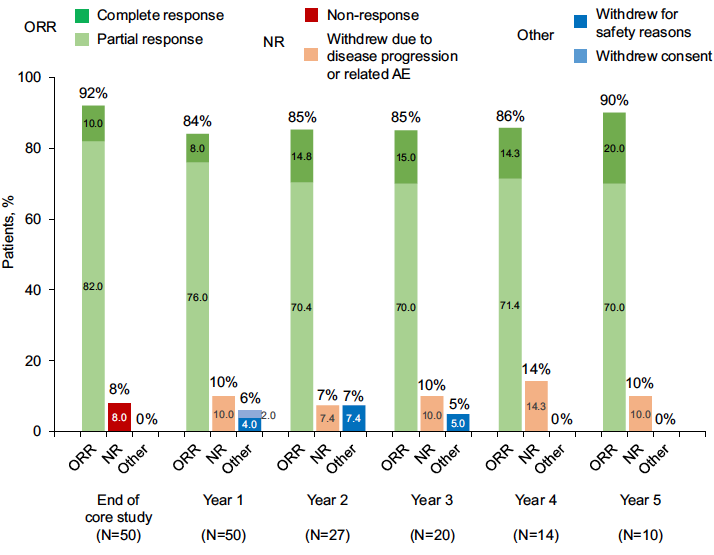 ORR
Complete response
Partial response
NR
Non-response
Withdrew due to
disease progression
or related AE
Other
Withdrew for
safety reasons
Withdrew consent
Patients, %
100
80
60
40
20
0
92%
10.0
82.0
8%
8.0
0%
84%
8.0
76.0
10%
10.0
6%
2.0
4.0
85%
14.8
70.4
7%
7.4
7%
7.4
85%
15.0
70.0
10%
10.0
5%
5.0
86%
14.3
71.4
14%
14.3
0%
90%
20.0
70.0
10%
10.0
0%
ORR NR Other ORR NR Other ORR NR Other ORR NR Other ORR NR Other ORR NR Other
End of
core study
(N=50)
Year 1
(N=50)
Year 2
(N=27)
Year 3
(N=20)
Year 4
(N=14)
Year 5
(N=10)